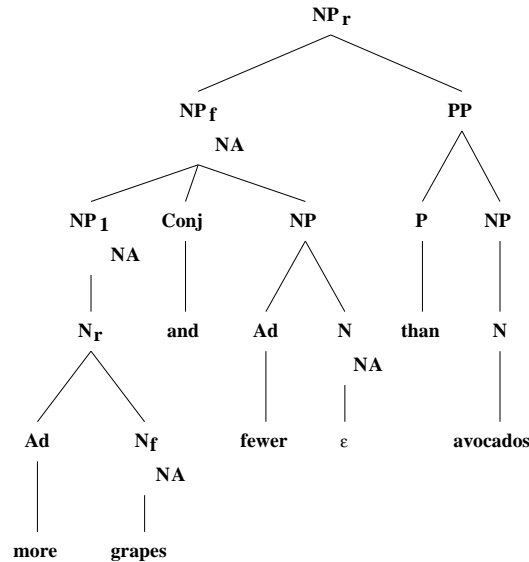 NPr
NPf PP
NA
NP1 Conj NP P NP
NA
Nr and Ad N than N
NA
Ad Nf fewer ε avocados
NA
more grapes